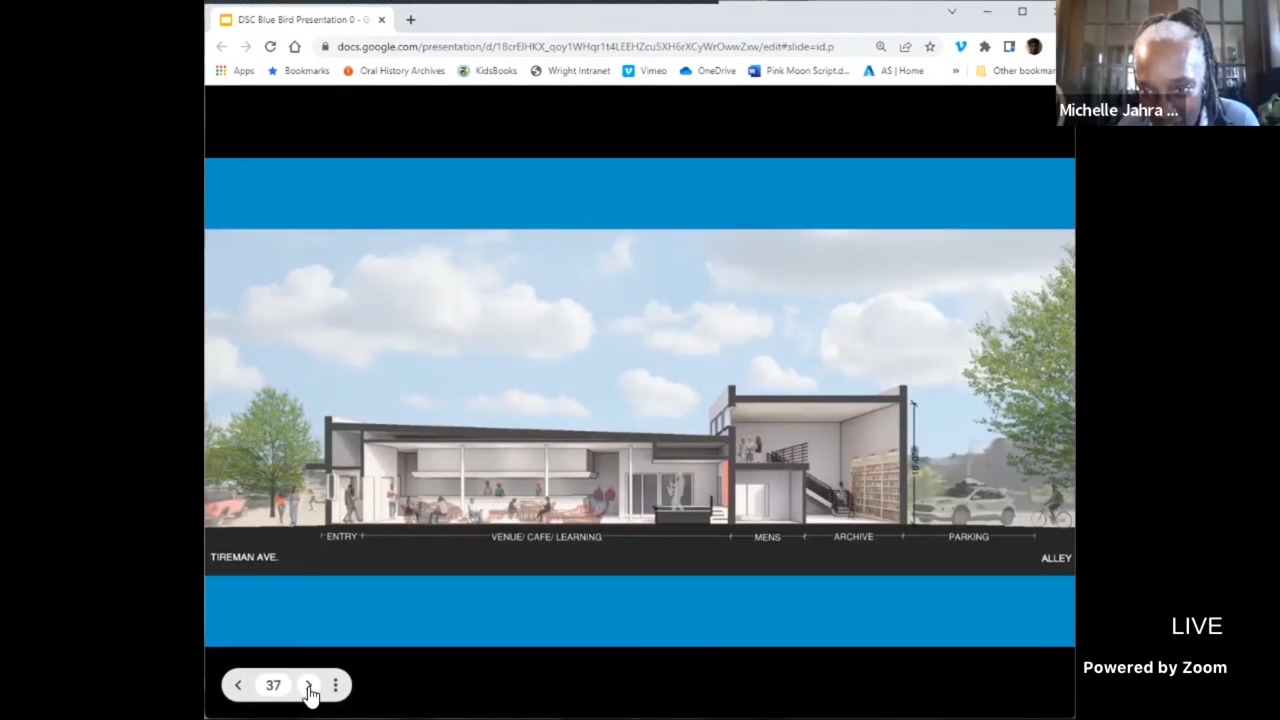 DSC Blue Bird Presentation 0 - G
docs.google.com/presentation/d/18crElHKX_qoy1WHqr1t4LEEHZcu5XH6rXCyWrOwwZxw/edit#slide=id.p
Apps
Bookmarks
Oral History Archives
KidsBooks
Wright Intranet
Vimeo
OneDrive
Pink Moon Script.d...
AS | Home
»
Other bookmar
Michelle Jahra ...
ENTRY
VENUE/ CAFE/ LEARNING
MENS
ARCHIVE
PARKING
TIREMAN AVE.
ALLEY
37
LIVE
Powered by Zoom